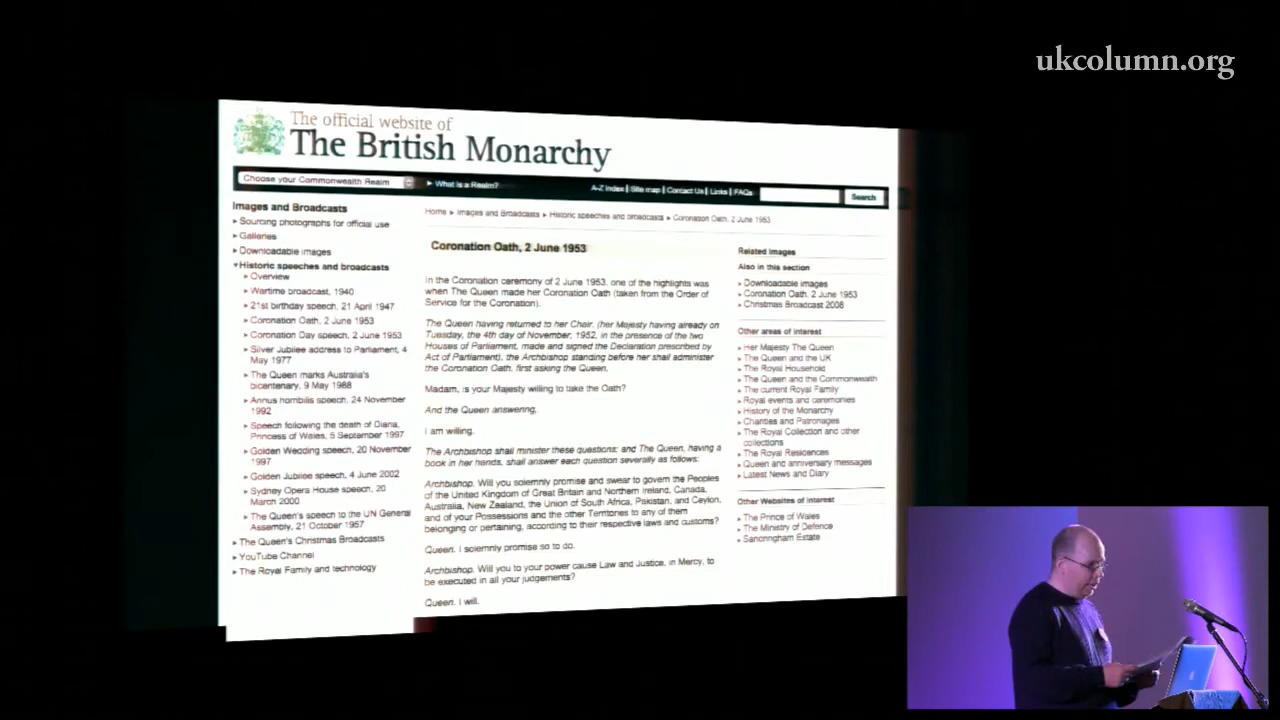 ukcolumn.org
The official website of
The British Monarchy
Choose your Commonwealth Realm
What is a Realm?
A-Z Index | Site map | Contact Us | Links | FAQs
Search
Images and Broadcasts
Sourcing photographs for official use
Galleries
Downloadable images
Historic speeches and broadcasts
Overview
Wartime broadcast, 1940
21st birthday speech, 21 April 1947
Coronation Oath, 2 June 1953
Coronation Day speech, 2 June 1953
Silver Jubilee address to Parliament, 4
May 1977
The Queen marks Australia's
bicentenary, 9 May 1988
Annus horribilis speech, 24 November
1992
Speech following the death of Diana,
Princess of Wales, 5 September 1997
Golden Wedding speech, 20 November
1997
Golden Jubilee speech, 4 June 2002
Sydney Opera House speech, 20
March 2000
The Queen's speech to the UN General
Assembly, 21 October 1957
The Queen's Christmas Broadcasts
YouTube Channel
The Royal Family and technology
Home > Images and Broadcasts > Historic speeches and broadcasts > Coronation Oath, 2 June 1953
Coronation Oath, 2 June 1953
In the Coronation ceremony of 2 June 1953, one of the highlights was
when The Queen made her Coronation Oath (taken from the Order of
Service for the Coronation).
The Queen having returned to her Chair, (her Majesty having already on
Tuesday, the 4th day of November, 1952, in the presence of the two
Houses of Parliament, made and signed the Declaration prescribed by
Act of Parliament), the Archbishop standing before her shall administer
the Coronation Oath, first asking the Queen,
Madam, is your Majesty willing to take the Oath?
And the Queen answering,
I am willing.
The Archbishop shall minister these questions; and The Queen, having a
book in her hands, shall answer each question severally as follows:
Archbishop. Will you solemnly promise and swear to govern the Peoples
of the United Kingdom of Great Britain and Northern Ireland, Canada,
Australia, New Zealand, the Union of South Africa, Pakistan, and Ceylon,
and of your Possessions and the other Territories to any of them
belonging or pertaining, according to their respective laws and customs?
Queen. I solemnly promise so to do.
Archbishop. Will you to your power cause Law and Justice, in Mercy, to
be executed in all your judgements?
Queen. I will.
Related Images
Also in this section
Downloadable images
Coronation Oath, 2 June 1953
Christmas Broadcast 2008
Other areas of interest
Her Majesty The Queen
The Queen and the UK
The Royal Household
The Queen and the Commonwealth
The current Royal Family
Royal events and ceremonies
History of the Monarchy
Charities and Patronages
The Royal Collection and other
collections
The Royal Residences
Queen and anniversary messages
Latest News and Diary
Other Websites of interest
The Prince of Wales
The Ministry of Defence
Sandringham Estate